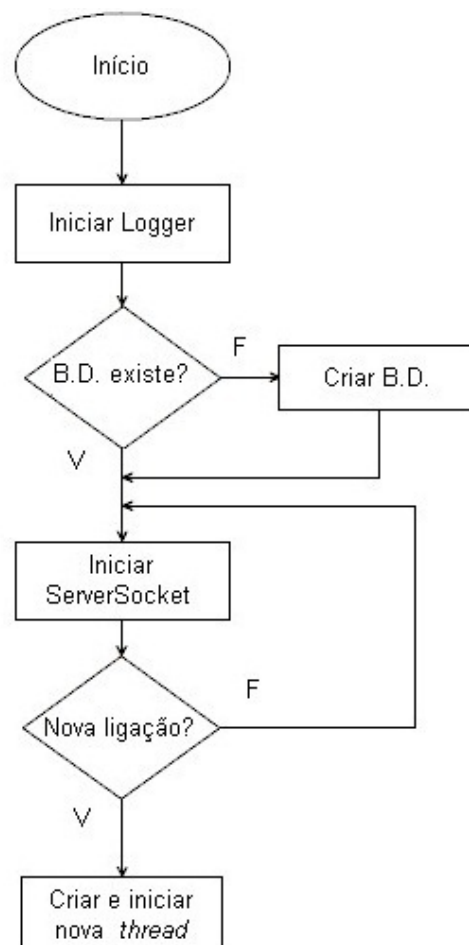 Início
Iniciar Logger
B.D. existe?
F
Criar B.D.
V
Iniciar
ServerSocket
Nova ligação?
F
V
Criar e iniciar
nova thread